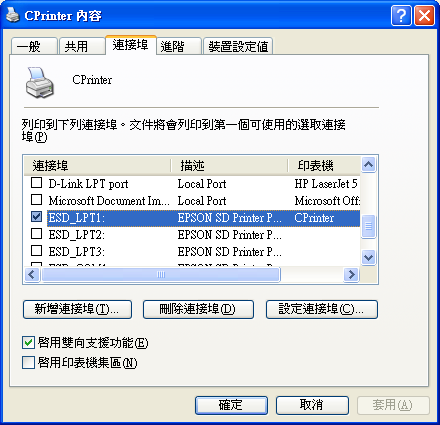 CPrinter 內容
一般 共用 連接埠 進階 裝置設定值
CPrinter
列印到下列連接埠。文件將會列印到第一個可使用的選取連接
埠(P)
連接埠 描述 印表機
D-Link LPT port Local Port HP LaserJet 5
Microsoft Document Im... Local Port Microsoft Offi
ESD_LPT1: EPSON SD Printer P... CPrinter
ESD_LPT2: EPSON SD Printer P...
ESD_LPT3: EPSON SD Printer P...
ESD_COM4: EPSON SD Printer P...
新增連接埠(T)... 刪除連接埠(D) 設定連接埠(C)...
啓用雙向支援功能(E)
啓用印表機集區(N)
確定 取消 套用(A)